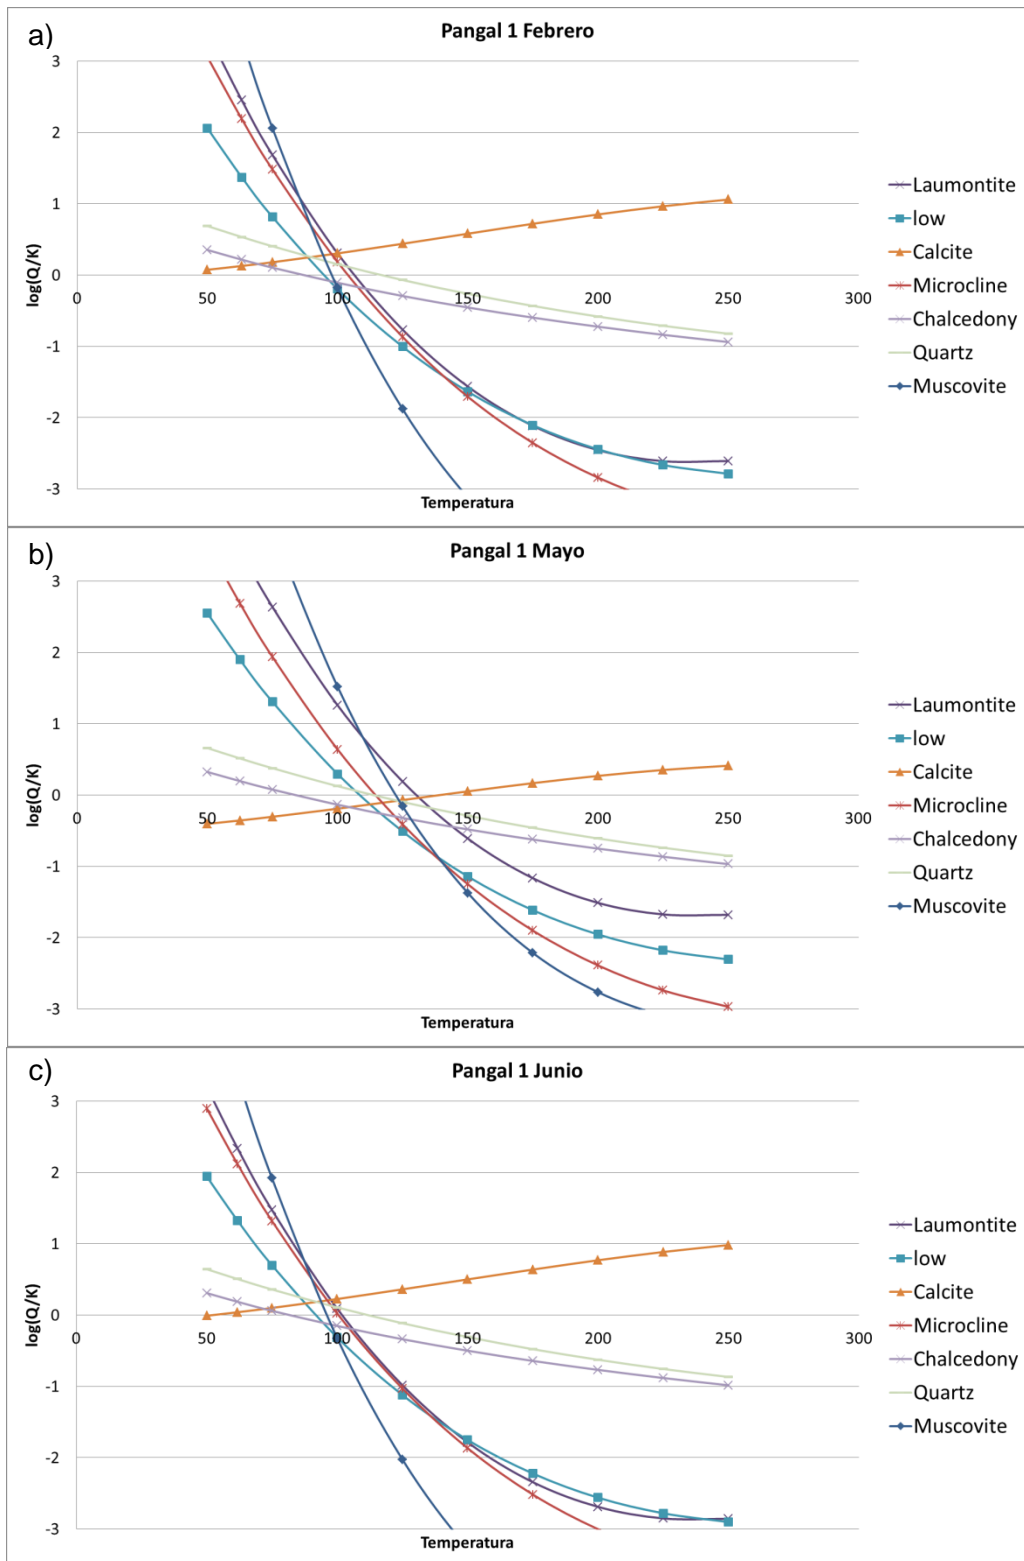 a)
Pangal 1 Febrero
3
2
1
0
-1
-2
-3
log(Q/K)
0 50 100 150 200 250 300
Temperatura
Laumontite
low
Calcite
Microcline
Chalcedony
Quartz
Muscovite
b)
Pangal 1 Mayo
3
2
1
0
-1
-2
-3
log(Q/K)
0 50 100 150 200 250 300
Temperatura
Laumontite
low
Calcite
Microcline
Chalcedony
Quartz
Muscovite
c)
Pangal 1 Junio
3
2
1
0
-1
-2
-3
log(Q/K)
0 50 100 150 200 250 300
Temperatura
Laumontite
low
Calcite
Microcline
Chalcedony
Quartz
Muscovite